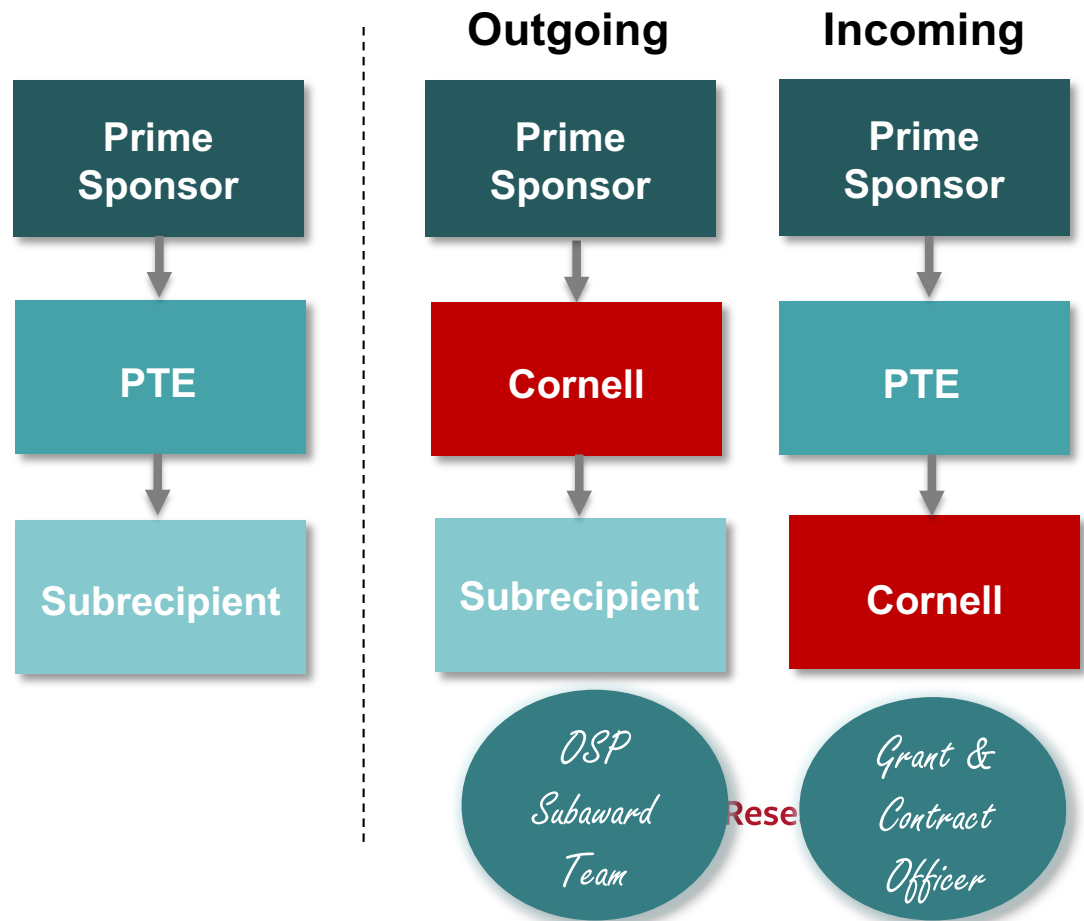 Outgoing
Incoming
Prime
Sponsor
PTE
Subrecipient
Prime
Sponsor
Cornell
Subrecipient
OSP
Subaward
Team
Prime
Sponsor
PTE
Cornell
Grant &
Contract
Officer